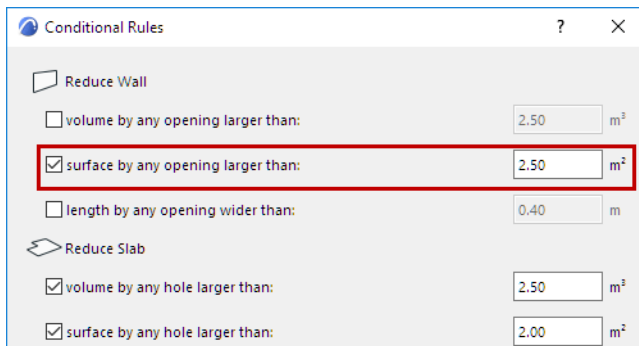 Conditional Rules ? ×
Reduce Wall
volume by any opening larger than: 2.50 m³
surface by any opening larger than: 2.50 m²
length by any opening wider than: 0.40 m
Reduce Slab
volume by any hole larger than: 2.50 m³
surface by any hole larger than: 2.00 m²